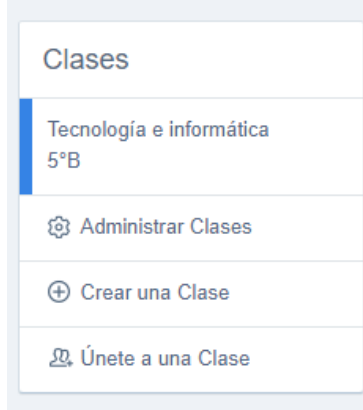 Clases
Tecnología e informática
5°B
Administrar Clases
Crear una Clase
Únete a una Clase